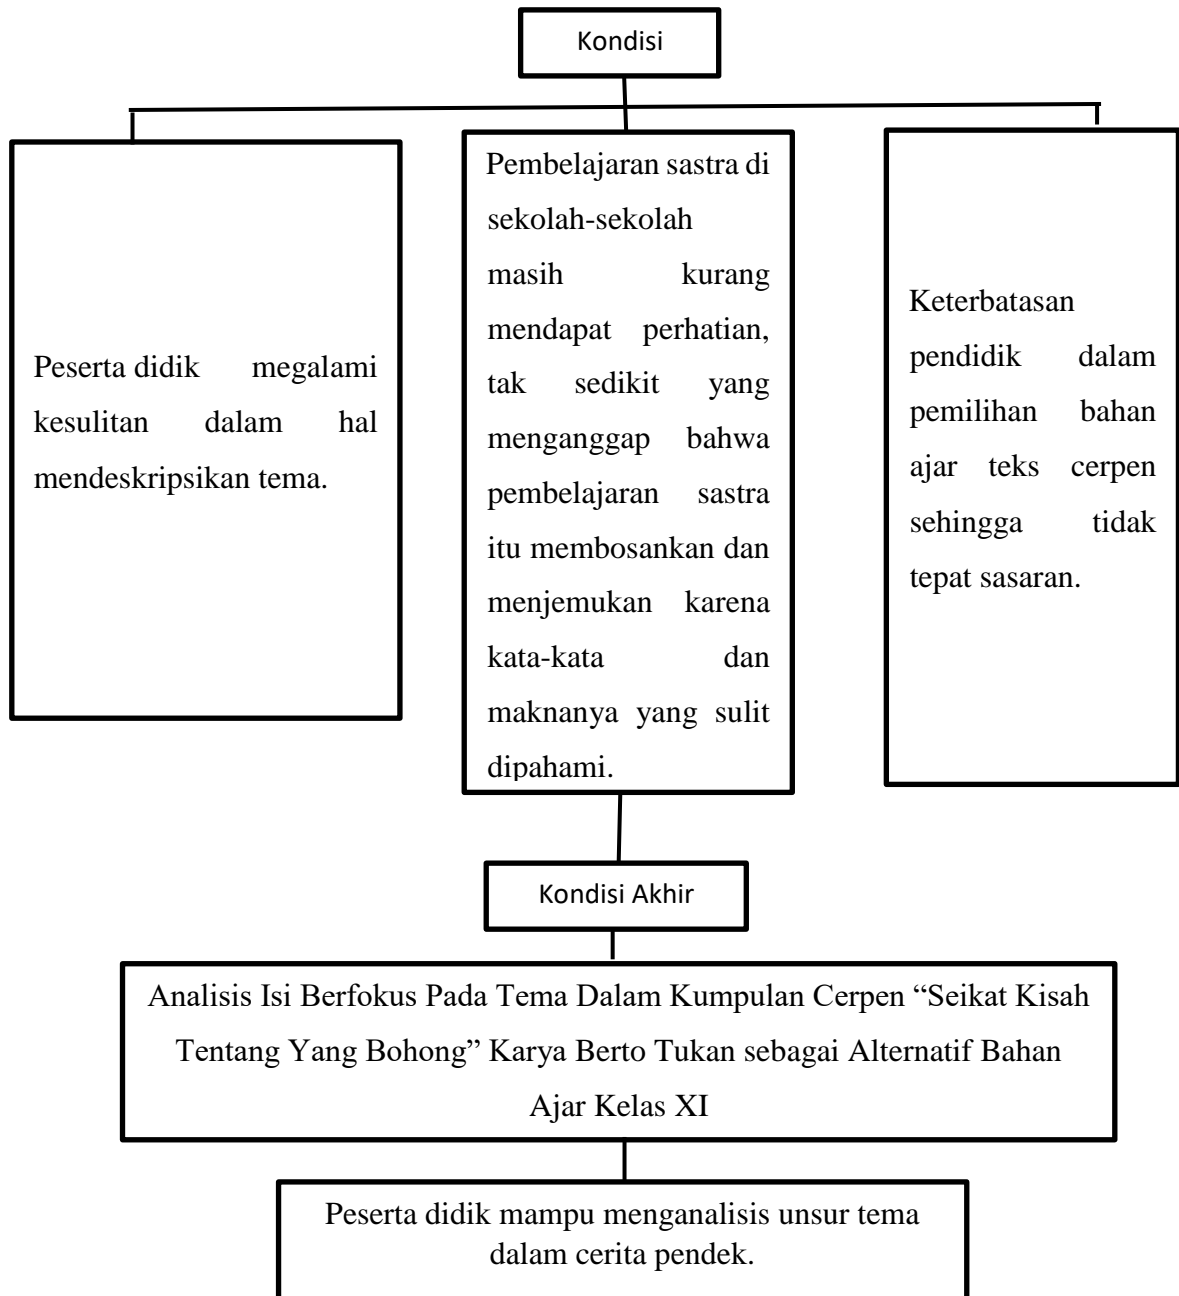 Kondisi
Peserta didik megalami
kesulitan dalam hal
mendeskripsikan tema.
Pembelajaran sastra di
sekolah-sekolah
masih kurang
mendapat perhatian,
tak sedikit yang
menganggap bahwa
pembelajaran sastra
itu membosankan dan
menjemukan karena
kata-kata dan
maknanya yang sulit
dipahami.
Keterbatasan
pendidik dalam
pemilihan bahan
ajar teks cerpen
sehingga tidak
tepat sasaran.
Kondisi Akhir
Analisis Isi Berfokus Pada Tema Dalam Kumpulan Cerpen “Seikat Kisah
Tentang Yang Bohong” Karya Berto Tukan sebagai Alternatif Bahan
Ajar Kelas XI
Peserta didik mampu menganalisis unsur tema
dalam cerita pendek.